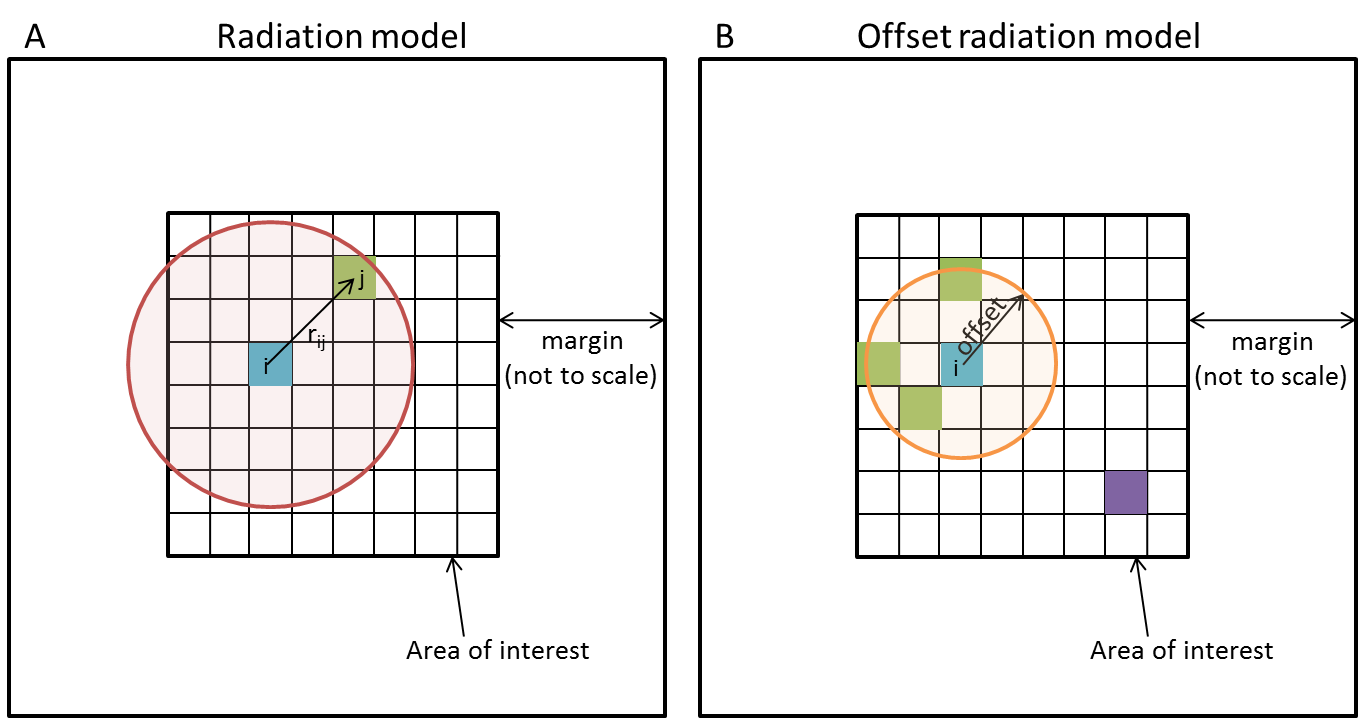 A
Radiation model
j
r_ij
i
margin
(not to scale)
Area of interest
B
Offset radiation model
offset
i
margin
(not to scale)
Area of interest